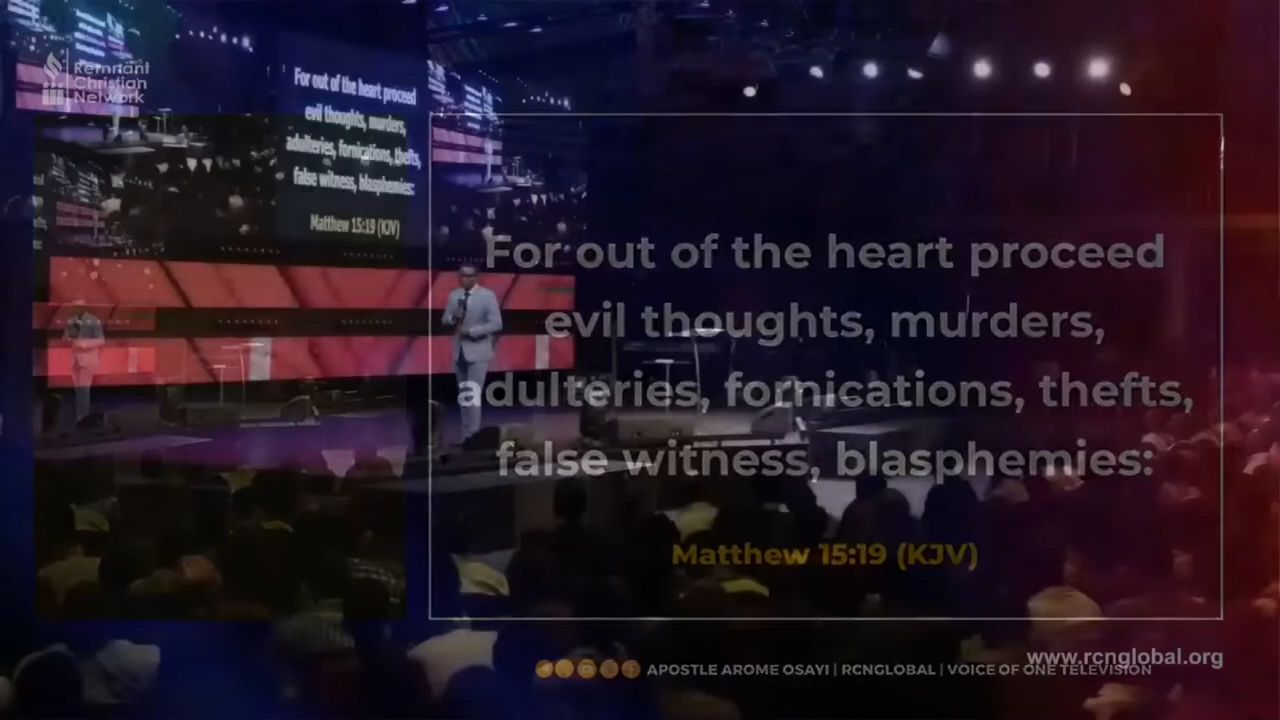 Remnant
Christian
Network
For out of the heart proceed
evil thoughts, murders,
adulteries, fornications, thefts,
false witness, blasphemies:
Matthew 15:19 (KJV)
For out of the heart proceed
evil thoughts, murders,
adulteries, fornications, thefts,
false witness, blasphemies:
Matthew 15:19 (KJV)
www.rcnglobal.org
APOSTLE AROME OSAYI | RCNGLOBAL | VOICE OF ONE TELEVISION